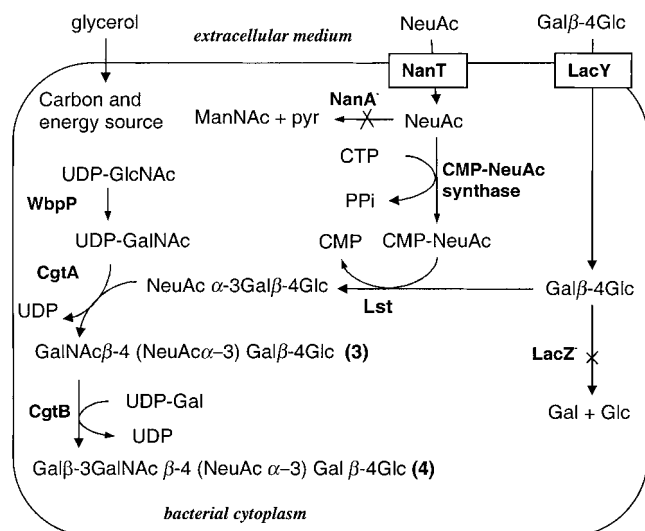 glycerol
extracellular medium
NeuAc
Galβ-4Glc
NanT
LacY
Carbon and
energy source
NanA⁻
ManNAc + pyr
NeuAc
CTP
CMP-NeuAc
synthase
PPi
UDP-GlcNAc
WbpP
UDP-GalNAc
CMP
CMP-NeuAc
CgtA
NeuAc α-3Galβ-4Glc
Lst
Galβ-4Glc
UDP
GalNAcβ-4 (NeuAcα–3) Galβ-4Glc (3)
LacZ⁻
CgtB
UDP-Gal
UDP
Gal + Glc
Galβ-3GalNAc β-4 (NeuAc α–3) Gal β-4Glc (4)
bacterial cytoplasm